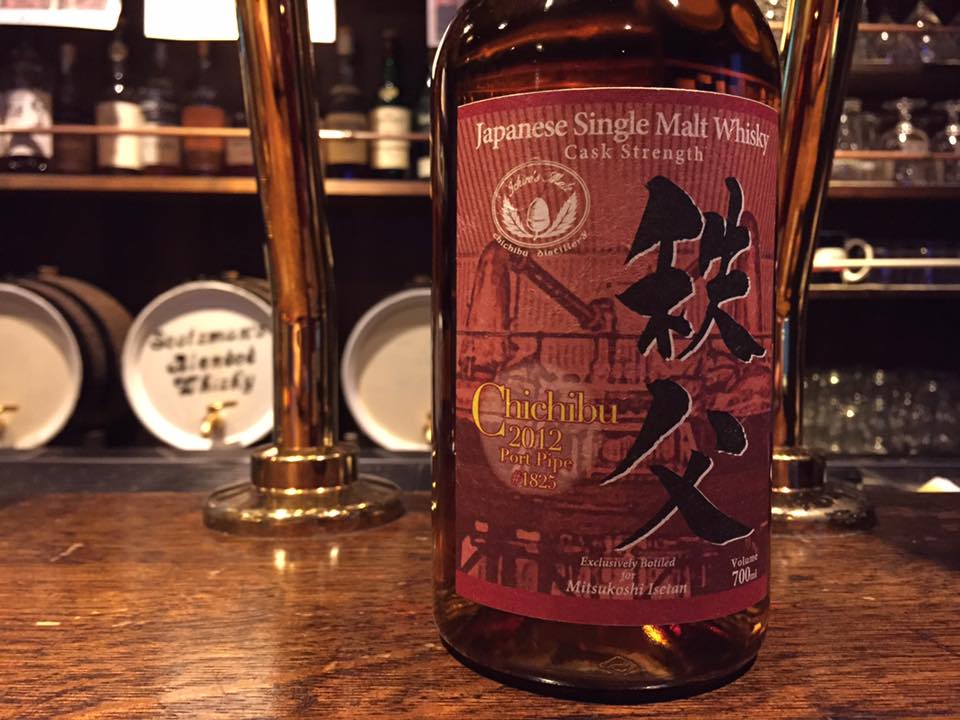 Japanese Single Malt Whisky
Cask Strength
Ichiro's Malt
Chichibu distillery
秩父
Chichibu
2012
Port Pipe
#1825
Exclusively Bottled
for
Mitsukoshi Isetan
Volume
700ml
Scotsman's
Blended
Whisky